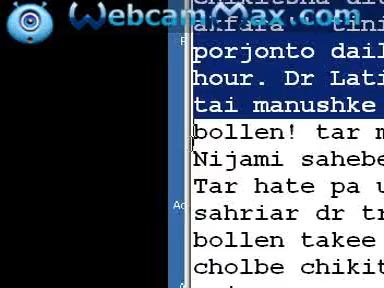 WebcamMax.com
porjonto dail
hour. Dr Lati
tai manushke
bollen! tar m
Nijami sahebe
Tar hate pa u
sahriar dr tr
bollen takee
cholbe chikit